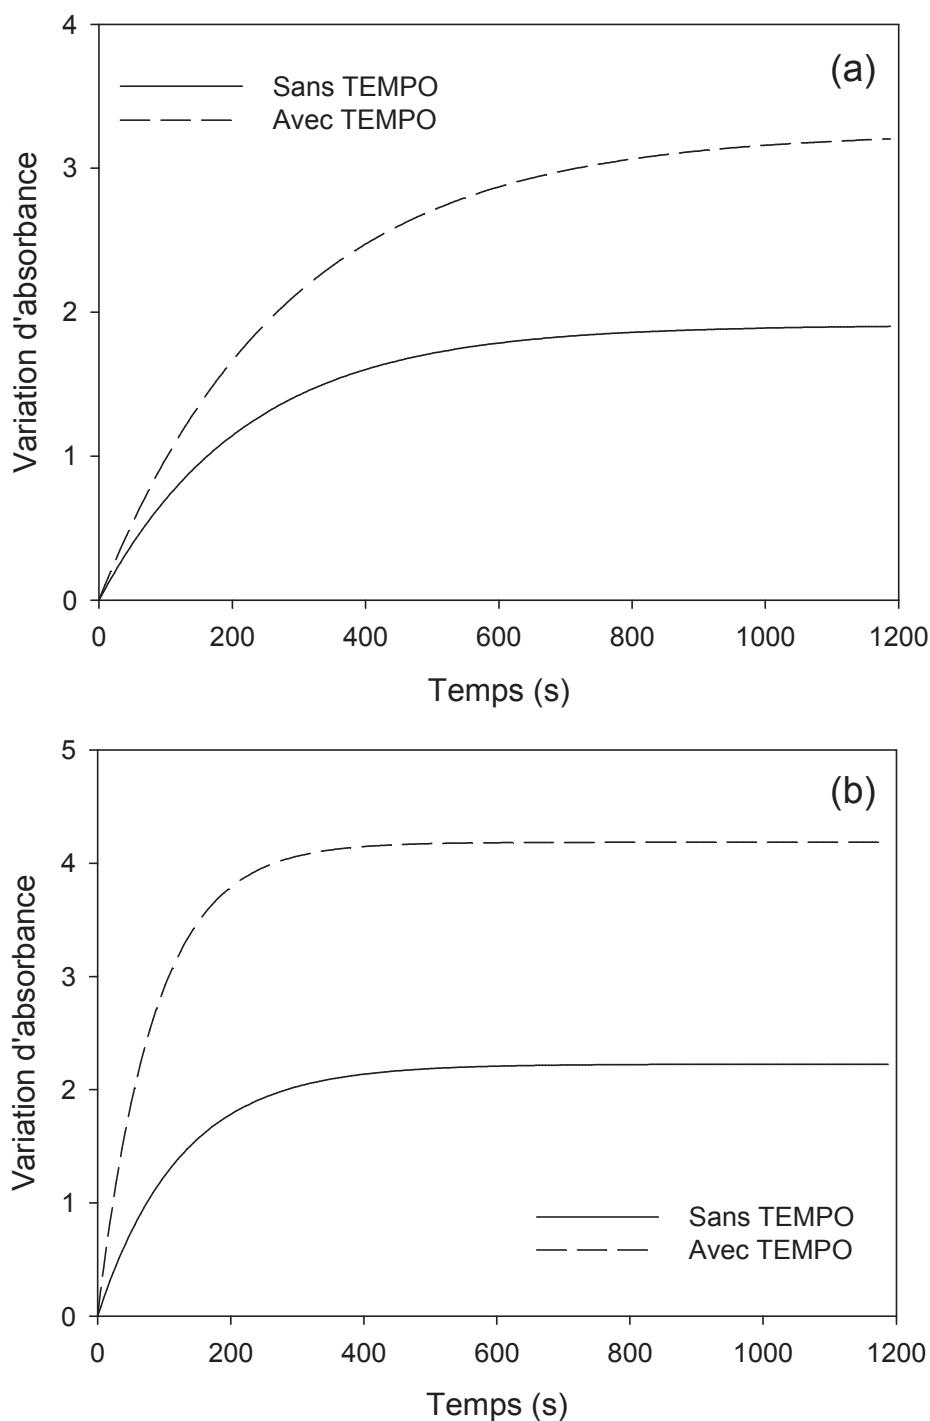 4
(a)
Sans TEMPO
Avec TEMPO
3
2
1
0
Variation d'absorbance
0 200 400 600 800 1000 1200
Temps (s)
5
(b)
4
3
2
1
0
Variation d'absorbance
Sans TEMPO
Avec TEMPO
0 200 400 600 800 1000 1200
Temps (s)